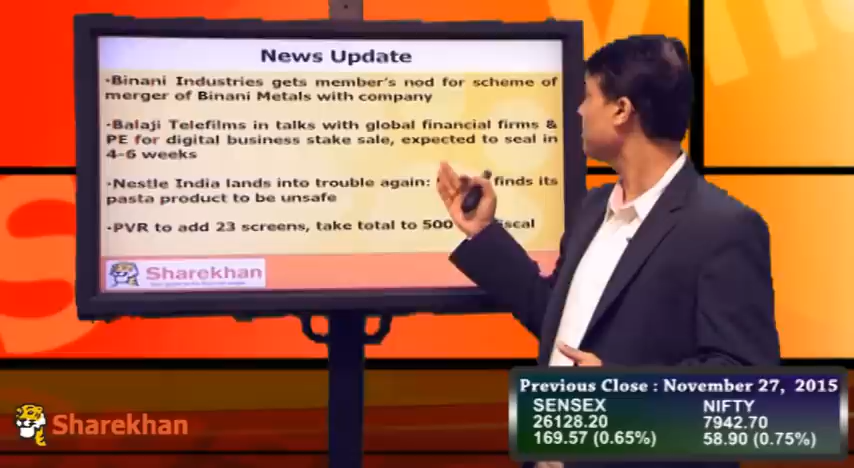 News Update
•Binani Industries gets member's nod for scheme of
merger of Binani Metals with company
•Balaji Telefilms in talks with global financial firms &
PE for digital business stake sale, expected to seal in
4-6 weeks
•Nestle India lands into trouble again: finds its
pasta product to be unsafe
•PVR to add 23 screens, take total to 500 fiscal
Sharekhan
Sharekhan
Previous Close : November 27, 2015
SENSEX NIFTY
26128.20 7942.70
169.57 (0.65%) 58.90 (0.75%)